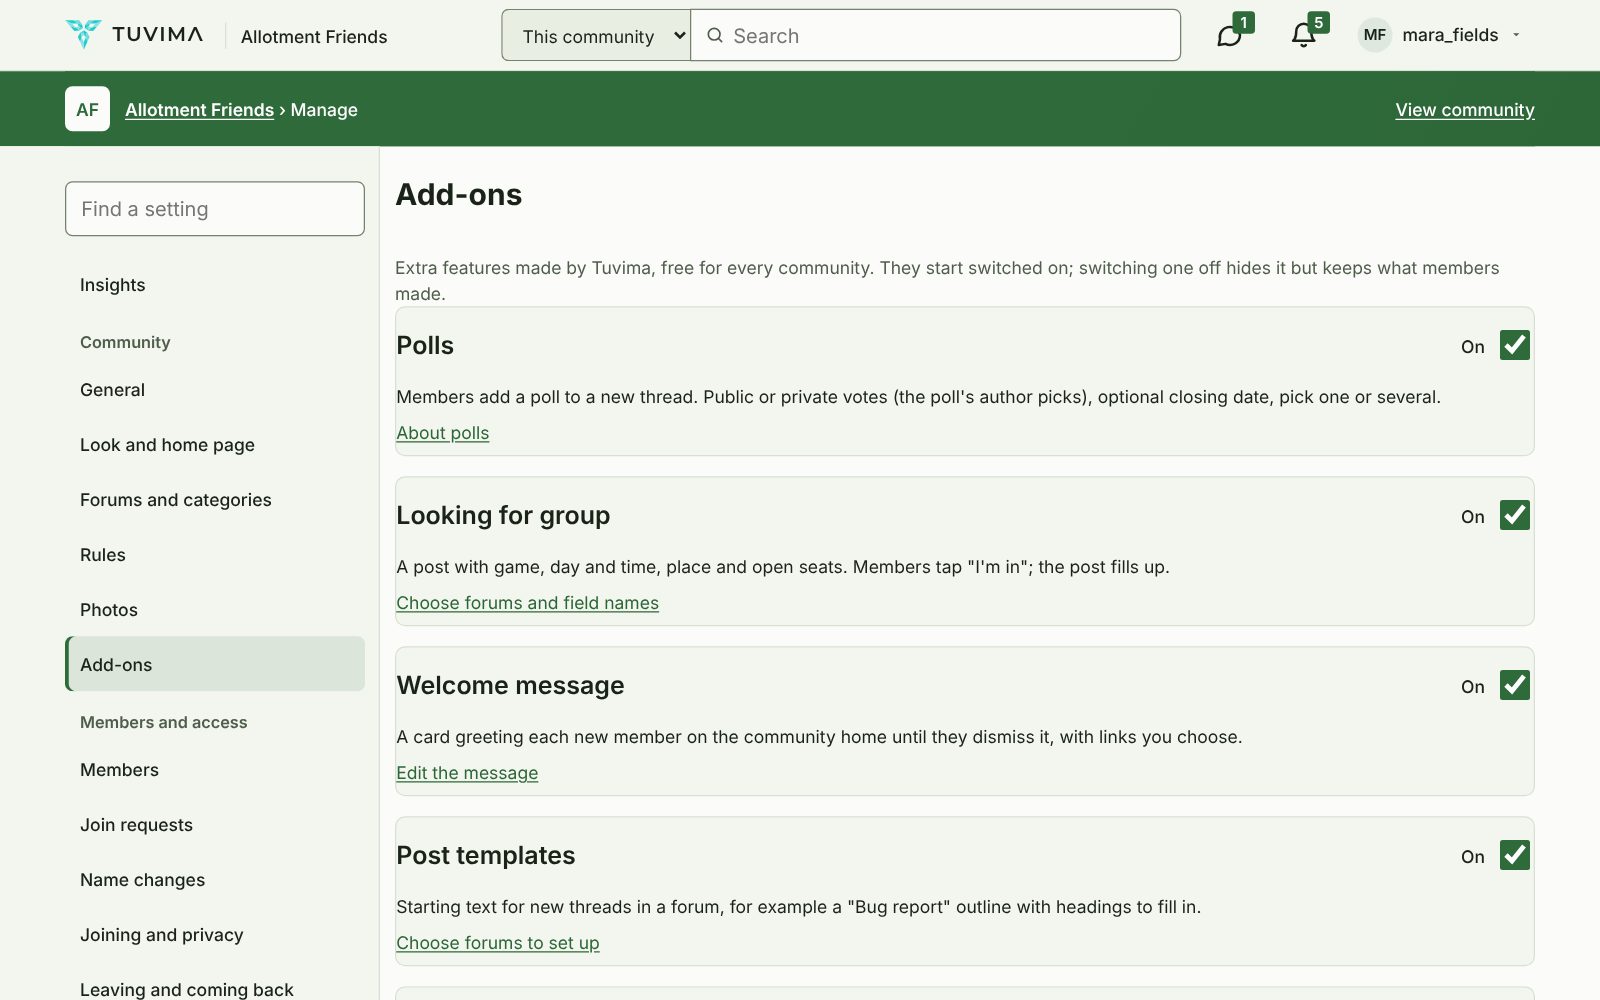 TUVIMA
Allotment Friends
This community
Search
1
5
MF
mara_fields
AF
Allotment Friends › Manage
View community
Find a setting
Insights
Community
General
Look and home page
Forums and categories
Rules
Photos
Add-ons
Members and access
Members
Join requests
Name changes
Joining and privacy
Leaving and coming back
Add-ons
Extra features made by Tuvima, free for every community. They start switched on; switching one off hides it but keeps what members
made.
Polls
On
Members add a poll to a new thread. Public or private votes (the poll's author picks), optional closing date, pick one or several.
About polls
Looking for group
On
A post with game, day and time, place and open seats. Members tap "I'm in"; the post fills up.
Choose forums and field names
Welcome message
On
A card greeting each new member on the community home until they dismiss it, with links you choose.
Edit the message
Post templates
On
Starting text for new threads in a forum, for example a "Bug report" outline with headings to fill in.
Choose forums to set up